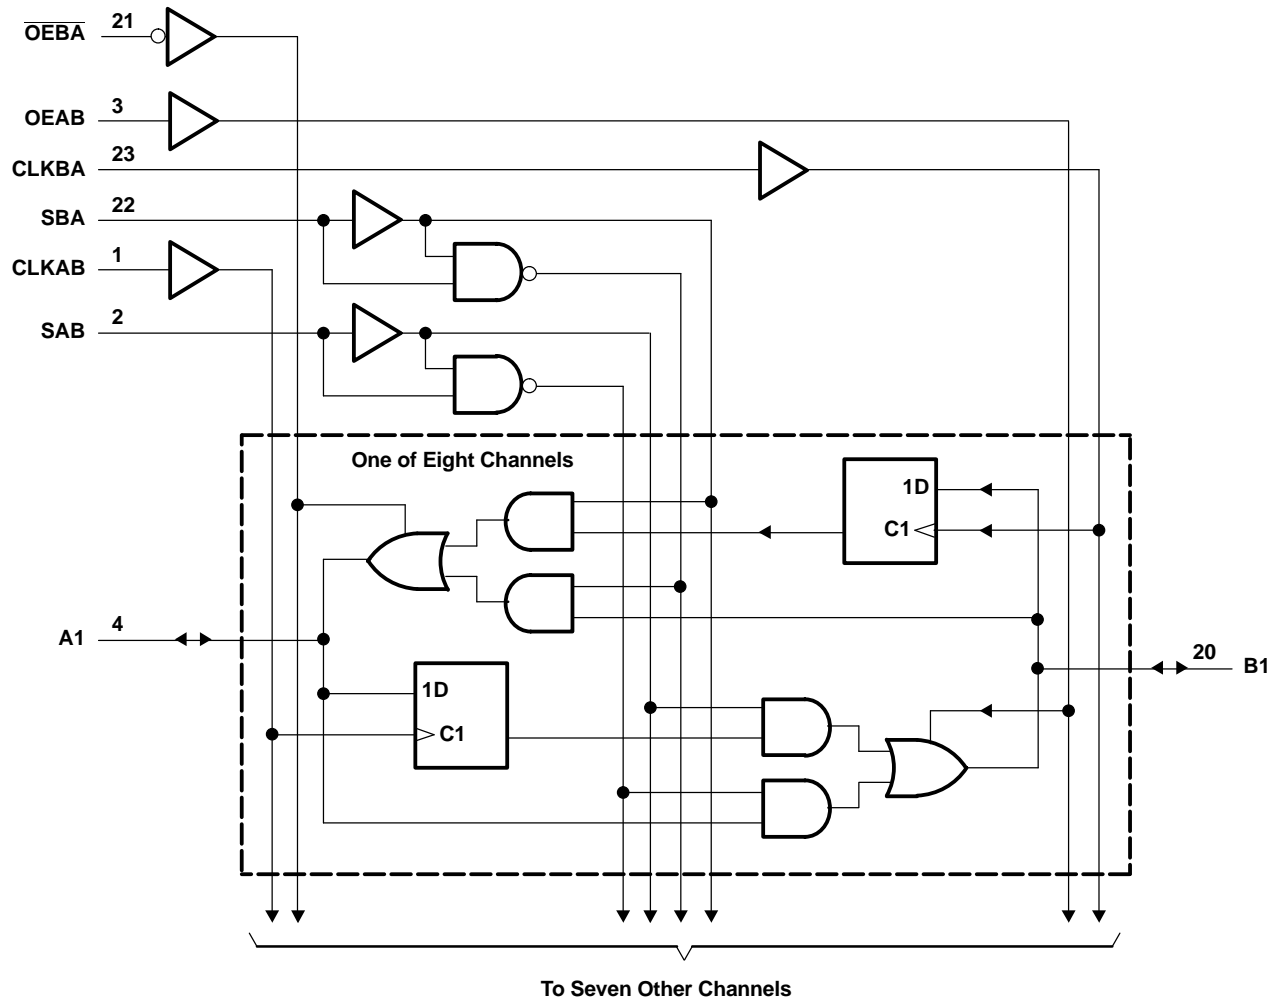 OEBA 21
OEAB 3
CLKBA 23
SBA 22
CLKAB 1
SAB 2
One of Eight Channels
1D
C1
A1 4
20 B1
1D
C1
To Seven Other Channels